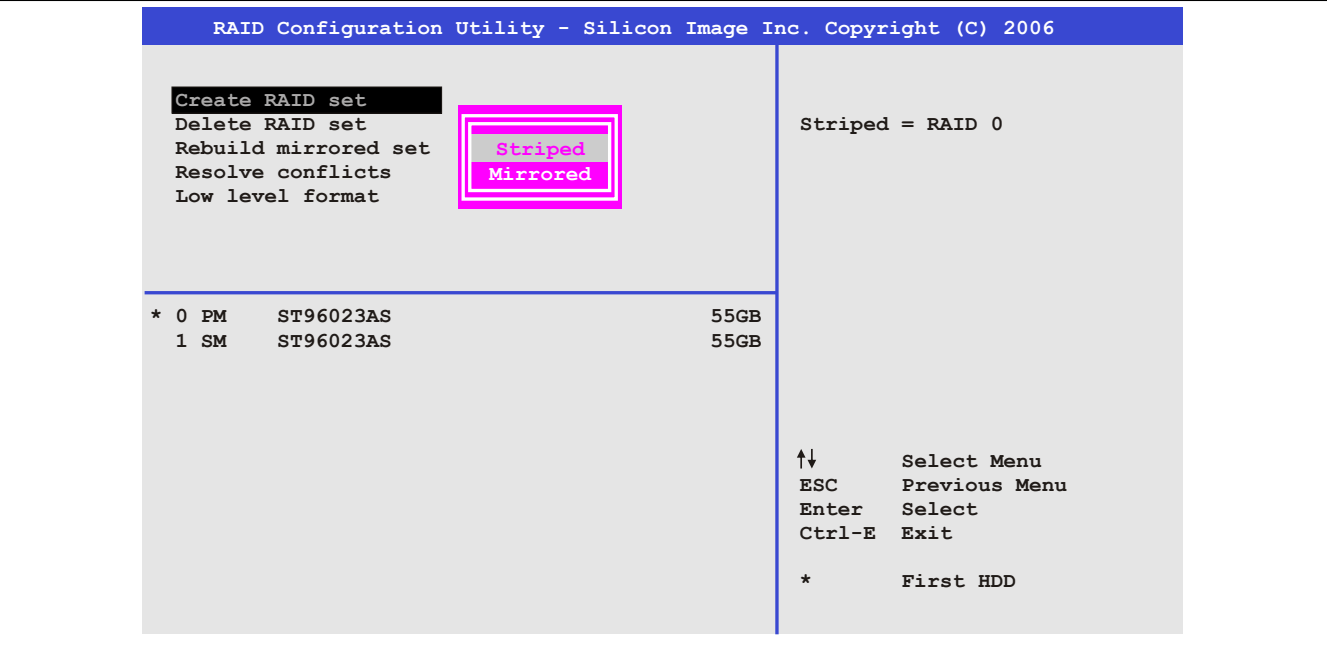 RAID Configuration Utility - Silicon Image Inc. Copyright (C) 2006
Create RAID set
Delete RAID set
Rebuild mirrored set
Resolve conflicts
Low level format
Striped
Mirrored
Striped = RAID 0
* 0 PM ST96023AS 55GB
1 SM ST96023AS 55GB
↑↓ Select Menu
ESC Previous Menu
Enter Select
Ctrl-E Exit
* First HDD